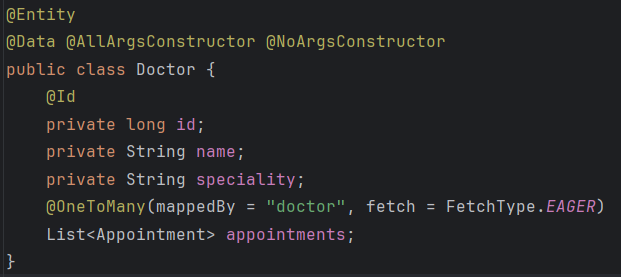 @Entity
@Data @AllArgsConstructor @NoArgsConstructor
public class Doctor {
    @Id
    private long id;
    private String name;
    private String speciality;
    @OneToMany(mappedBy = "doctor", fetch = FetchType.EAGER)
    List<Appointment> appointments;
}